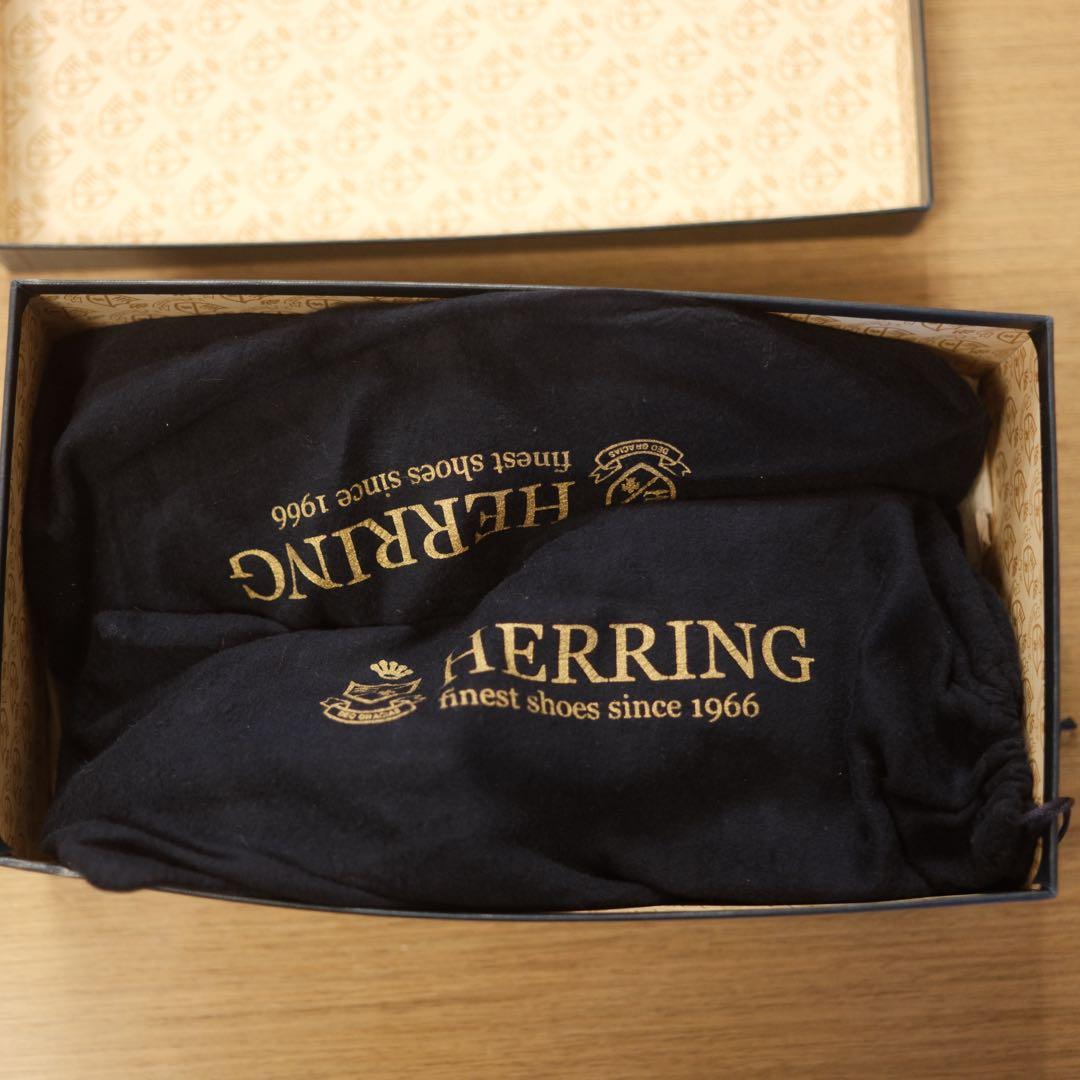 DEO GRACIAS
HERRING
finest shoes since 1966
HERRING
finest shoes since 1966
DEO GRACIAS